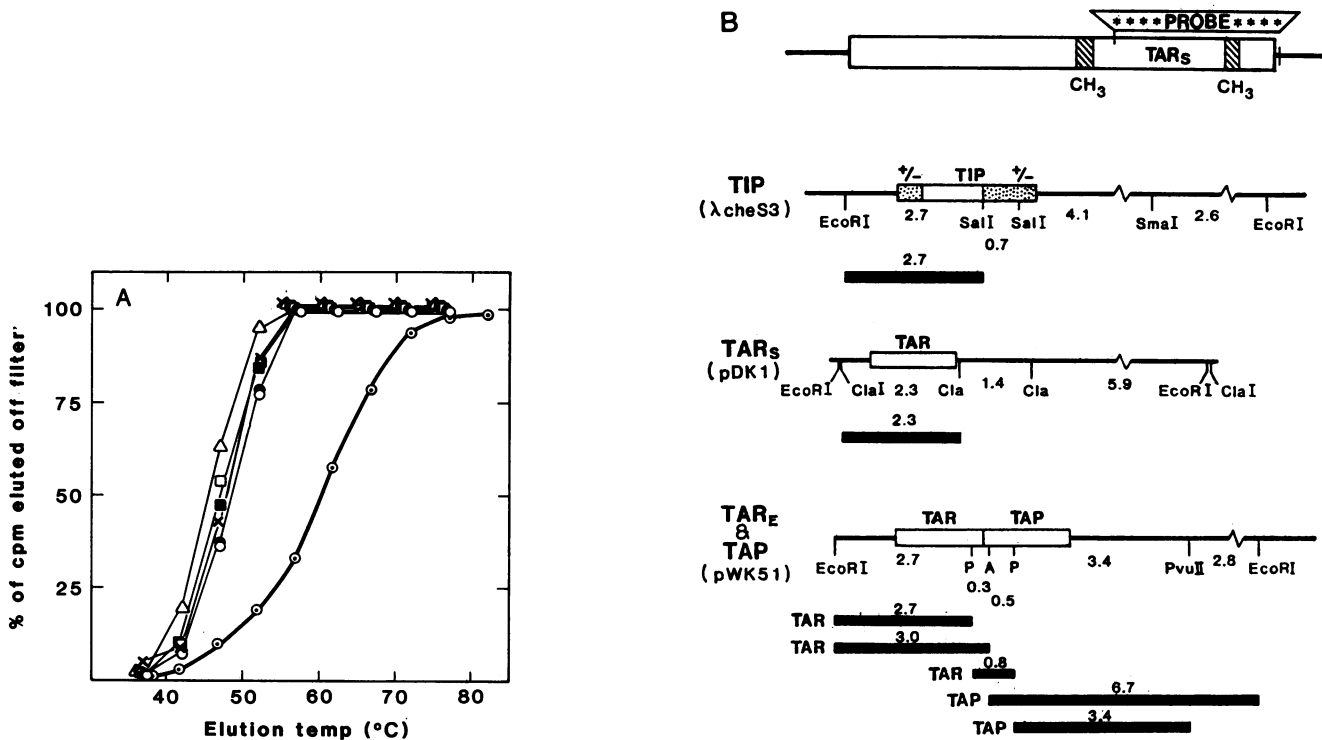 A
100
75
50
25
% of cpm eluted off filter
40 50 60 70 80
Elution temp (°C)
B
**** PROBE ****
TARS
CH3 CH3
TIP
(λcheS3)
+/- TIP +/-
EcoRI 2.7 SalI SalI 4.1 SmaI 2.6 EcoRI
0.7
2.7
TARS
(pDK1)
TAR
EcoRI ClaI 2.3 Cla 1.4 Cla 5.9 EcoRI ClaI
2.3
TARE
&
TAP
(pWK51)
TAR TAP
EcoRI 2.7 P A P 3.4 PvuII 2.8 EcoRI
0.3
0.5
TAR 2.7
TAR 3.0
TAR 0.8
TAP 6.7
TAP 3.4